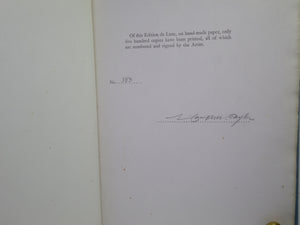 Of this Edition de Luxe, on hand-made paper, only
five hundred copies have been printed, all of which
are numbered and signed by the Artist.
No.